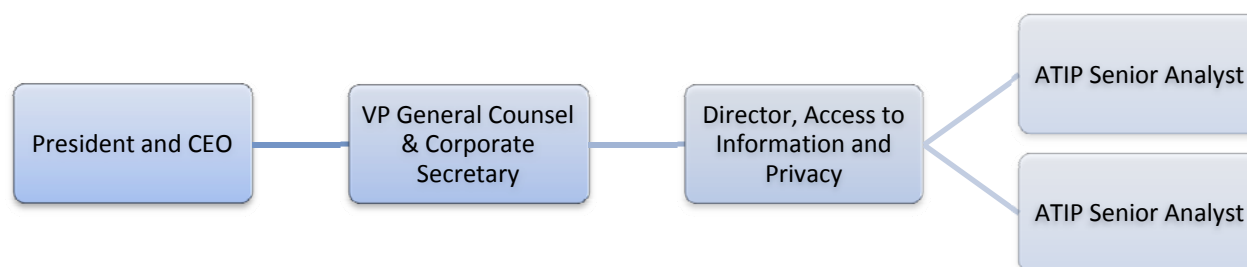 President and CEO
VP General Counsel
& Corporate
Secretary
Director, Access to
Information and
Privacy
ATIP Senior Analyst
ATIP Senior Analyst